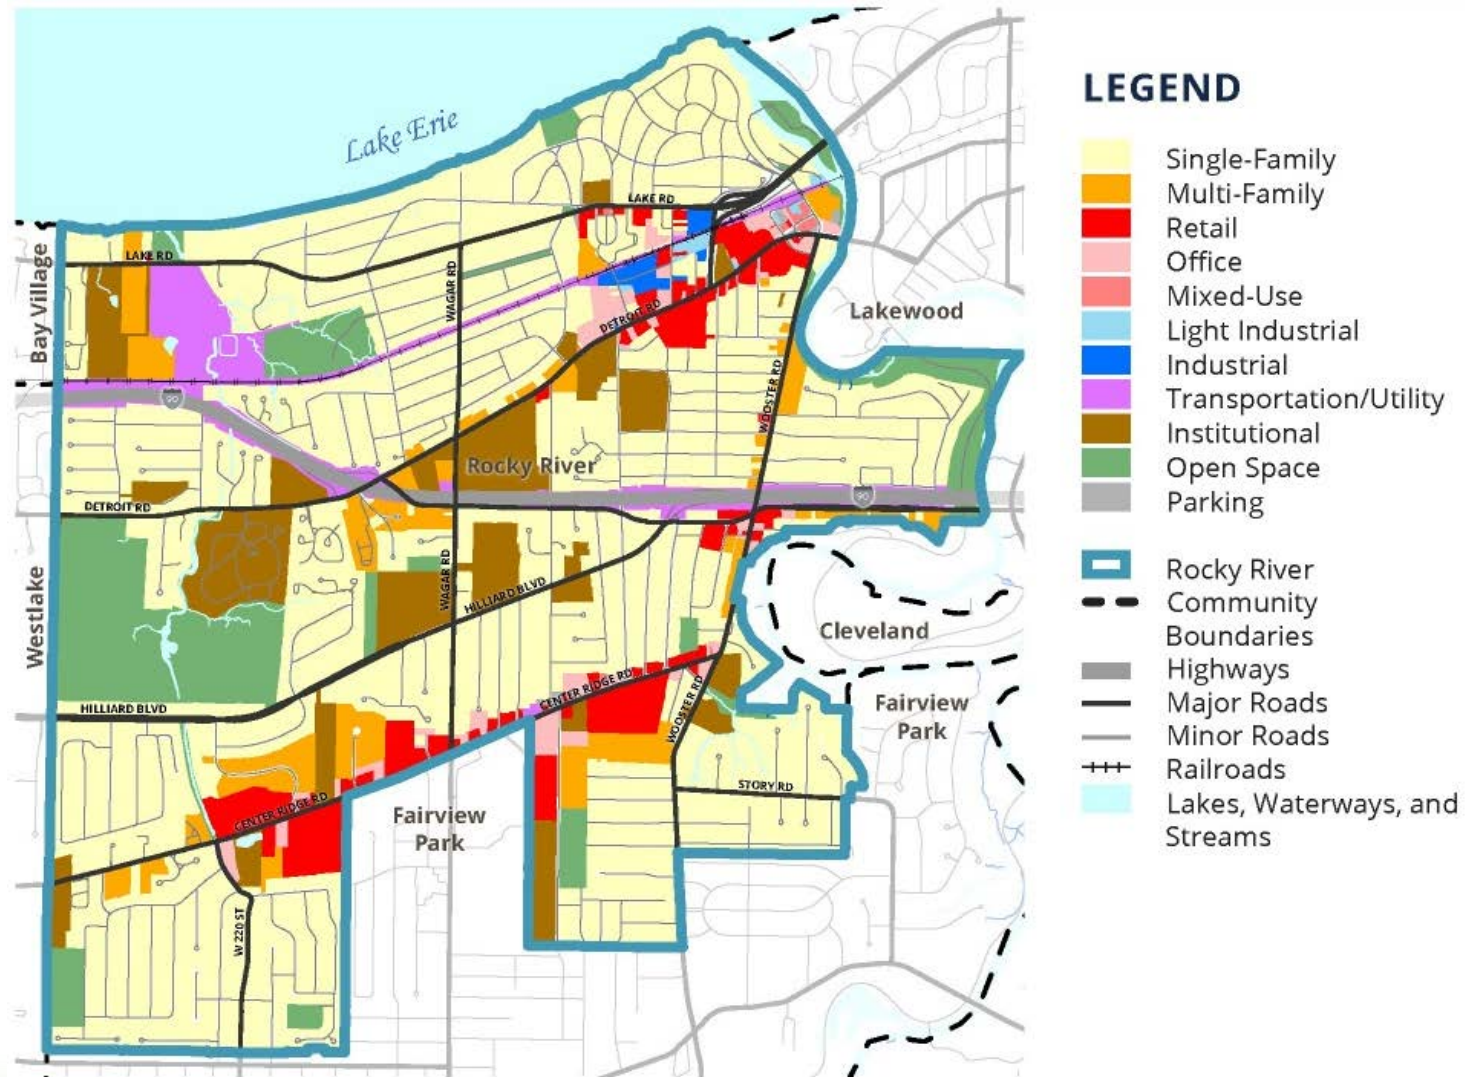 Lake Erie
LAKE RD
LAKE RD
Bay Village
WAGAR RD
DETROIT RD
Lakewood
WOOSTER RD
90
Rocky River
90
DETROIT RD
Westlake
WAGAR RD
HILLIARD BLVD
Cleveland
HILLIARD BLVD
CENTER RIDGE RD
WOOSTER RD
Fairview
Park
STORY RD
CENTER RIDGE RD
Fairview
Park
W 220 ST
LEGEND
Single-Family
Multi-Family
Retail
Office
Mixed-Use
Light Industrial
Industrial
Transportation/Utility
Institutional
Open Space
Parking
Rocky River
Community
Boundaries
Highways
Major Roads
Minor Roads
Railroads
Lakes, Waterways, and
Streams